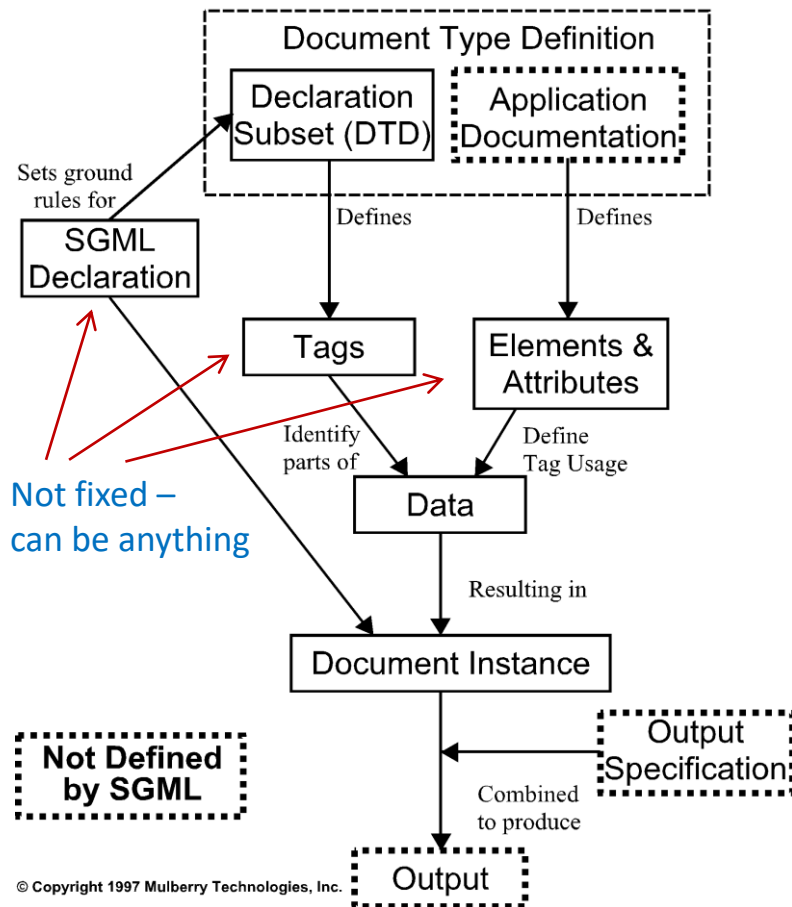 Document Type Definition
Declaration
Subset (DTD)
Application
Documentation
Sets ground
rules for
Defines
Defines
SGML
Declaration
Tags
Elements &
Attributes
Identify
parts of
Define
Tag Usage
Not fixed –
can be anything
Data
Resulting in
Document Instance
Not Defined
by SGML
Output
Specification
Combined
to produce
Output
© Copyright 1997 Mulberry Technologies, Inc.